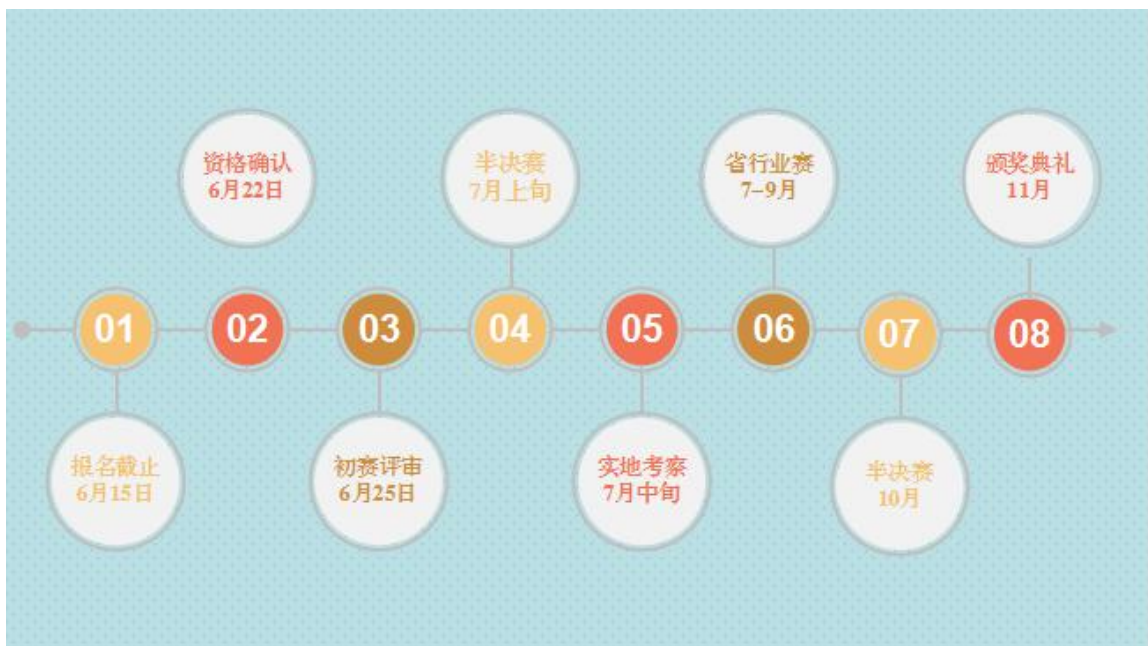 01
报名截止
6月15日
02
资格确认
6月22日
03
初赛评审
6月25日
04
半决赛
7月上旬
05
实地考察
7月中旬
06
省行业赛
7-9月
07
半决赛
10月
08
颁奖典礼
11月